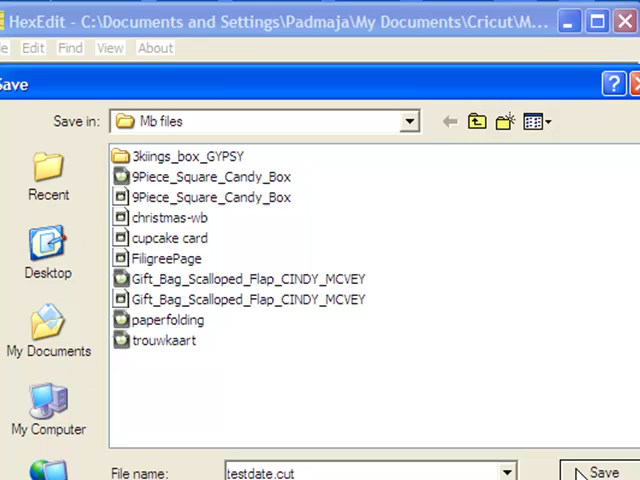 HexEdit - C:\Documents and Settings\Padmaja\My Documents\Cricut\M...
Edit Find View About
Save
Save in: Mb files
3kiings_box_GYPSY
9Piece_Square_Candy_Box
9Piece_Square_Candy_Box
christmas-wb
cupcake card
FiligreePage
Gift_Bag_Scalloped_Flap_CINDY_MCVEY
Gift_Bag_Scalloped_Flap_CINDY_MCVEY
paperfolding
trouwkaart
Recent
Desktop
My Documents
My Computer
File name: testdate.cut Save